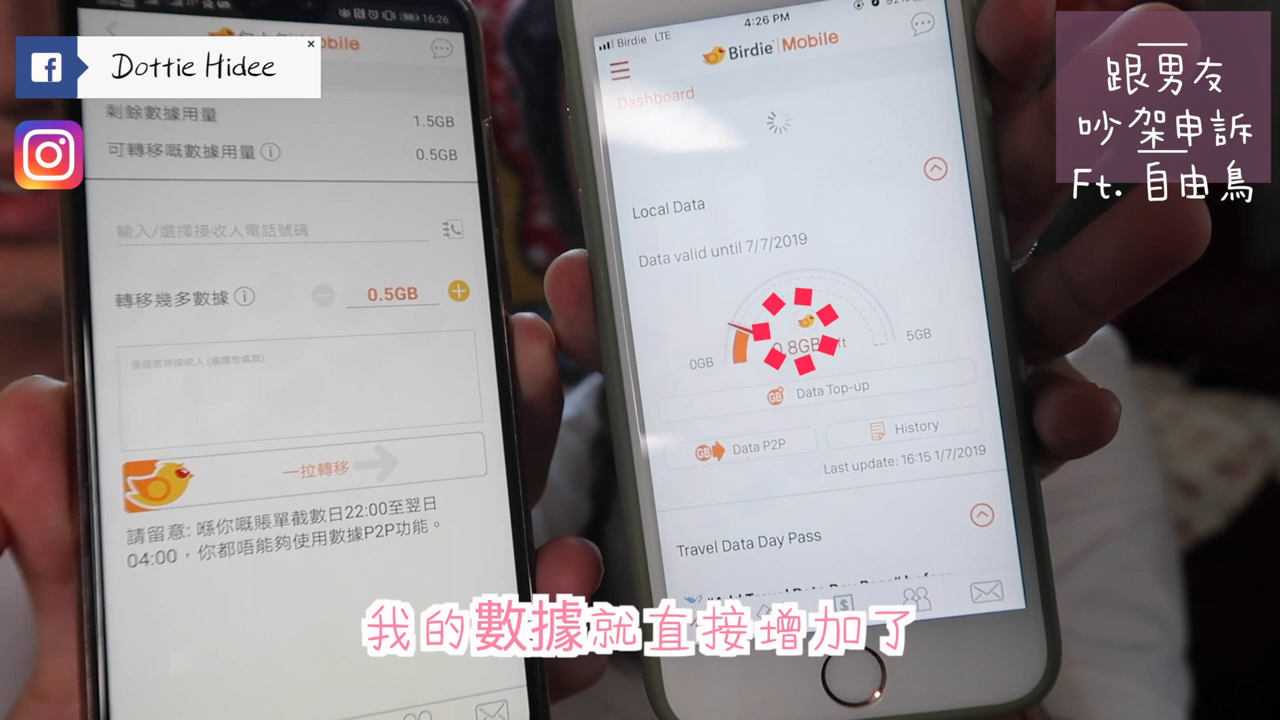 16:26
Mobile
Dottie Hidee
剩餘數據用量
1.5GB
可轉移嘅數據用量
0.5GB
輸入/選擇接收人電話號碼
轉移幾多數據
0.5GB
一拉轉移
請留意: 喺你嘅賬單截數日22:00至翌日
04:00,你都唔能夠使用數據P2P功能。
Birdie LTE
4:26 PM
Birdie Mobile
Dashboard
Local Data
Data valid until 7/7/2019
0GB
5GB
Data Top-up
Data P2P
History
Last update: 16:15 1/7/2019
Travel Data Day Pass
跟男友
吵架申訴
Ft. 自由鳥
我的數據就直接增加了